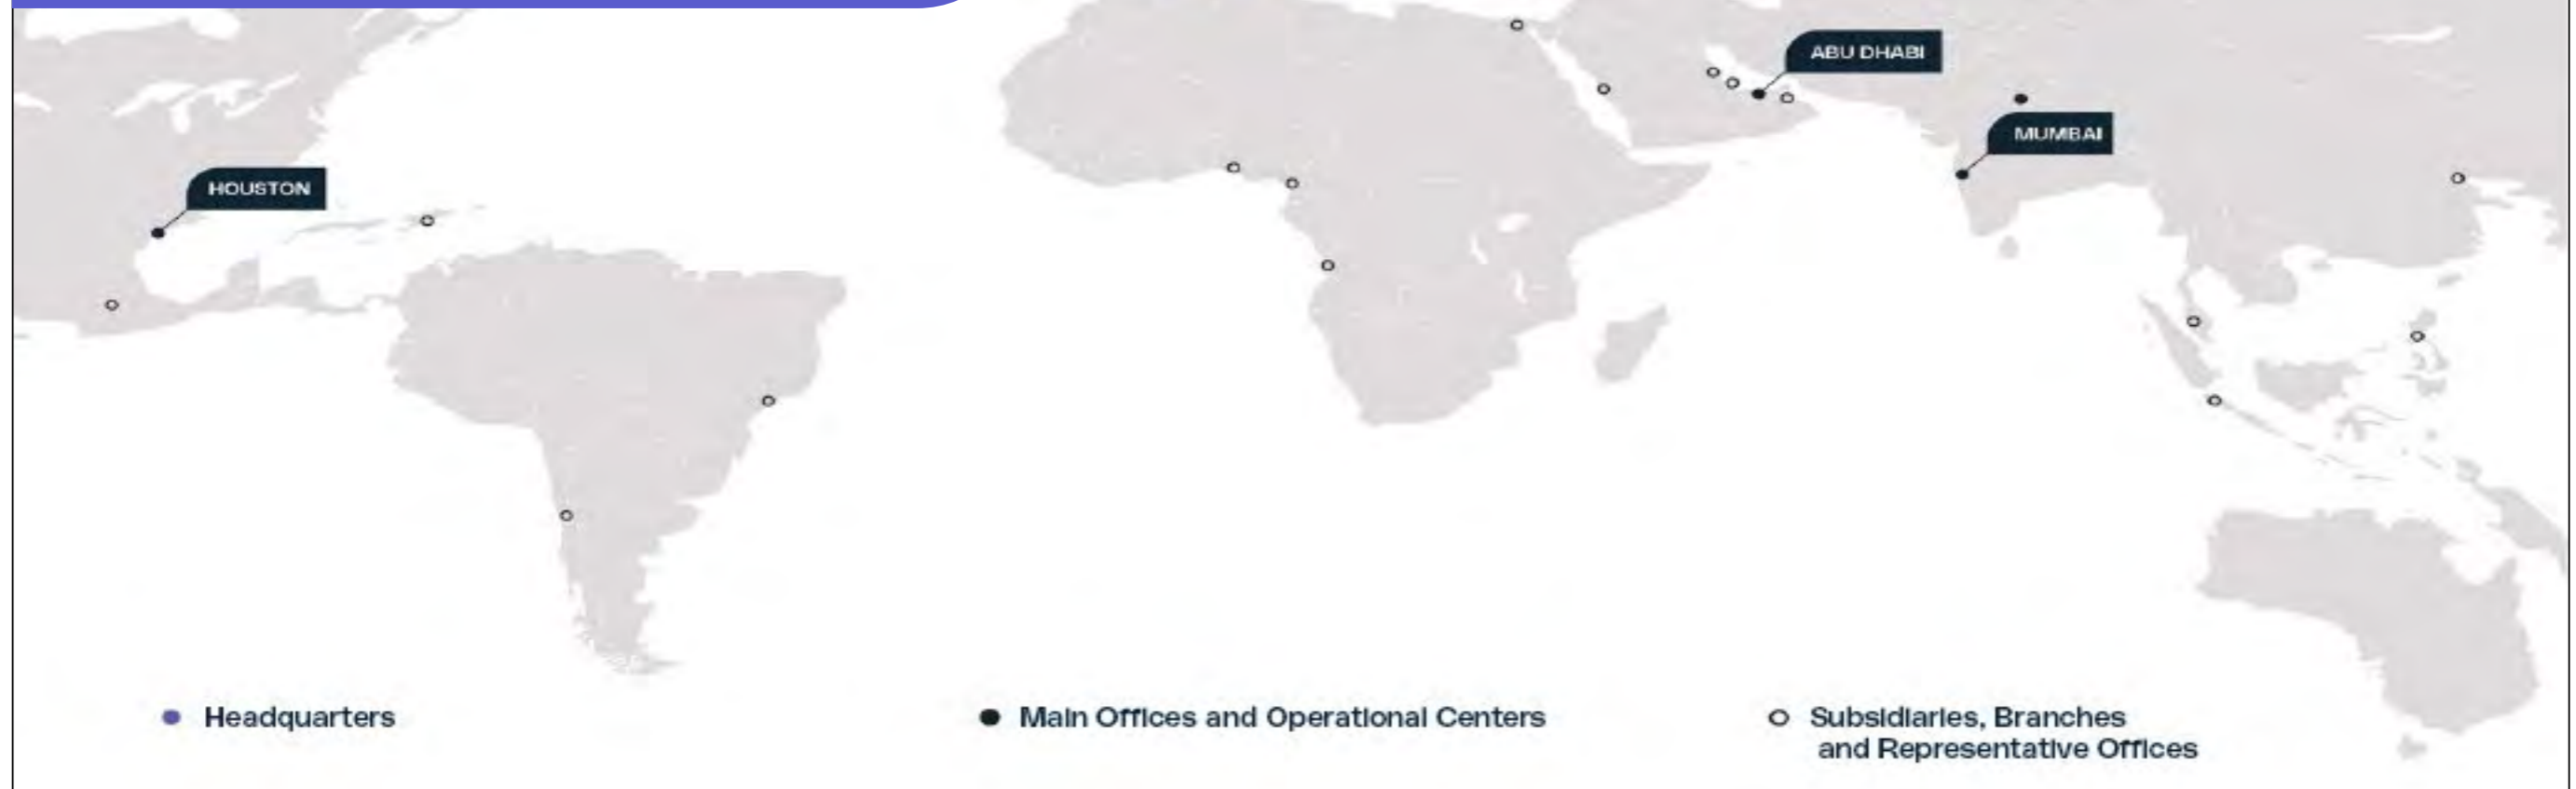 ABU DHABI
MUMBAI
HOUSTON
Headquarters
Main Offices and Operational Centers
Subsidiaries, Branches
and Representative Offices